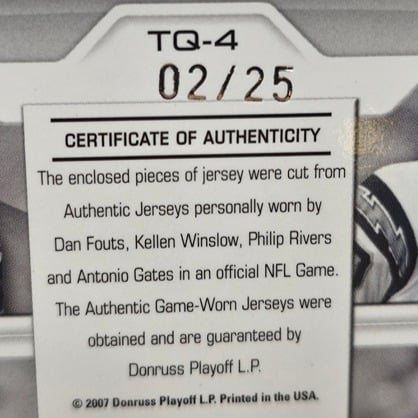 TQ-4
02/25
CERTIFICATE OF AUTHENTICITY
The enclosed pieces of jersey were cut from
Authentic Jerseys personally worn by
Dan Fouts, Kellen Winslow, Philip Rivers
and Antonio Gates in an official NFL Game.
The Authentic Game-Worn Jerseys were
obtained and are guaranteed by
Donruss Playoff L.P.
© 2007 Donruss Playoff L.P. Printed in the USA.